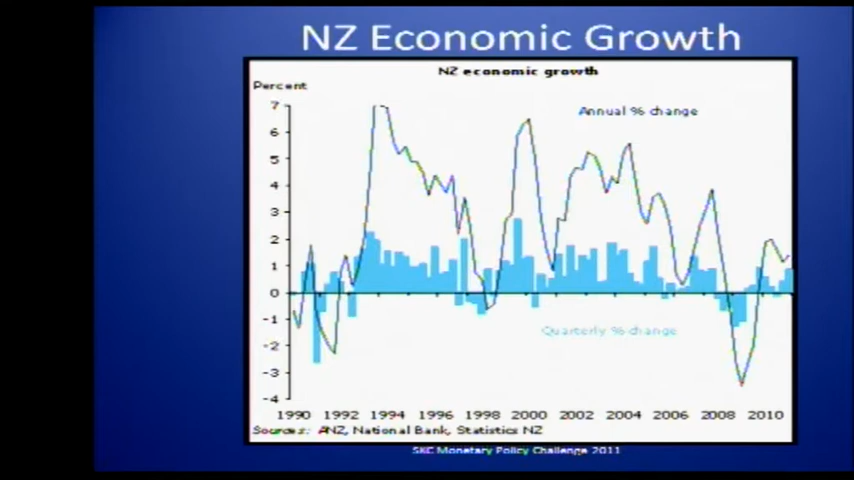 NZ Economic Growth
NZ economic growth
Percent
Annual % change
7
6
5
4
3
2
1
0
-1
-2
-3
-4
Quarterly % change
1990 1992 1994 1996 1998 2000 2002 2004 2006 2008 2010
Sources: ANZ, National Bank, Statistics NZ
SKC Monetary Policy Challenge 2011